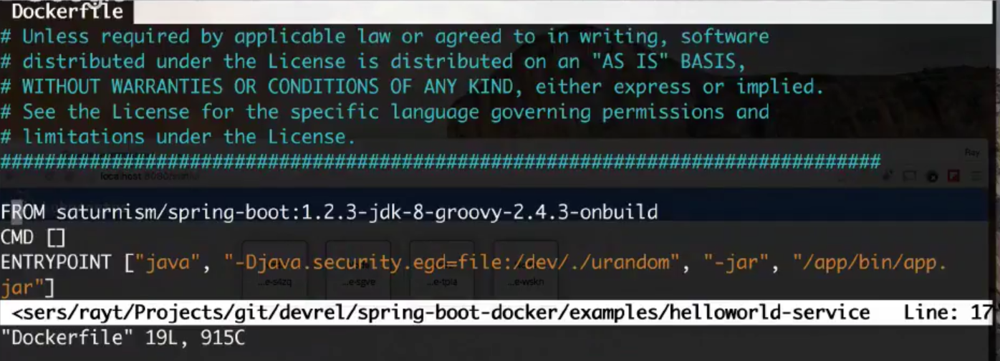 Dockerfile
# Unless required by applicable law or agreed to in writing, software
# distributed under the License is distributed on an "AS IS" BASIS,
# WITHOUT WARRANTIES OR CONDITIONS OF ANY KIND, either express or implied.
# See the License for the specific language governing permissions and
# limitations under the License.
###############################################################################
Ray
FROM saturnism/spring-boot:1.2.3-jdk-8-groovy-2.4.3-onbuild
CMD []
ENTRYPOINT ["java", "-Djava.security.egd=file:/dev/./urandom", "-jar", "/app/bin/app.
jar"]
...e-sgve
...e-wskn
<sers/rayt/Projects/git/devrel/spring-boot-docker/examples/helloworld-service Line: 17
"Dockerfile" 19L, 915C